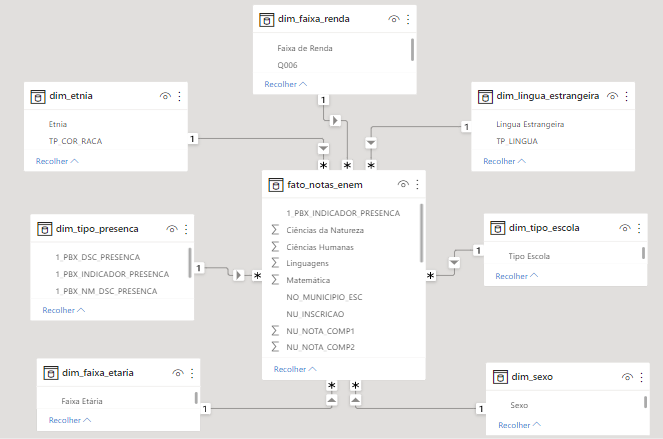 dim_faixa_renda
Faixa de Renda
Q006
Recolher
1
dim_etnia
Etnia
TP_COR_RACA
Recolher
1
dim_lingua_estrangeira
Lingua Estrangeira
TP_LINGUA
Recolher
1
* * *
fato_notas_enem
1_PBX_INDICADOR_PRESENCA
Σ Ciências da Natureza
Σ Ciências Humanas
Σ Linguagens
Σ Matemática
NO_MUNICIPIO_ESC
NU_INSCRICAO
Σ NU_NOTA_COMP1
Σ NU_NOTA_COMP2
Recolher
dim_tipo_presenca
1_PBX_DSC_PRESENCA
1_PBX_INDICADOR_PRESENCA
1_PBX_NM_DSC_PRESENCA
Recolher
1
*
dim_tipo_escola
Tipo Escola
Recolher
1
*
dim_faixa_etaria
Faixa Etária
Recolher
1
* *
dim_sexo
Sexo
Recolher
1